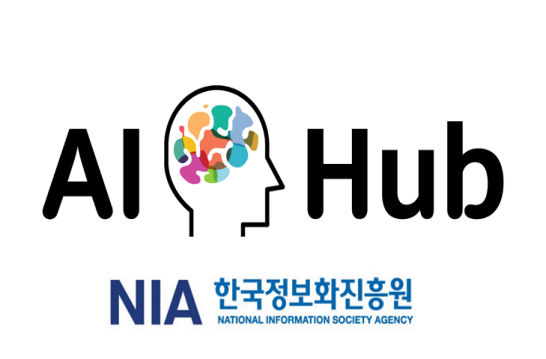 AI Hub
NIA 한국정보화진흥원
NATIONAL INFORMATION SOCIETY AGENCY